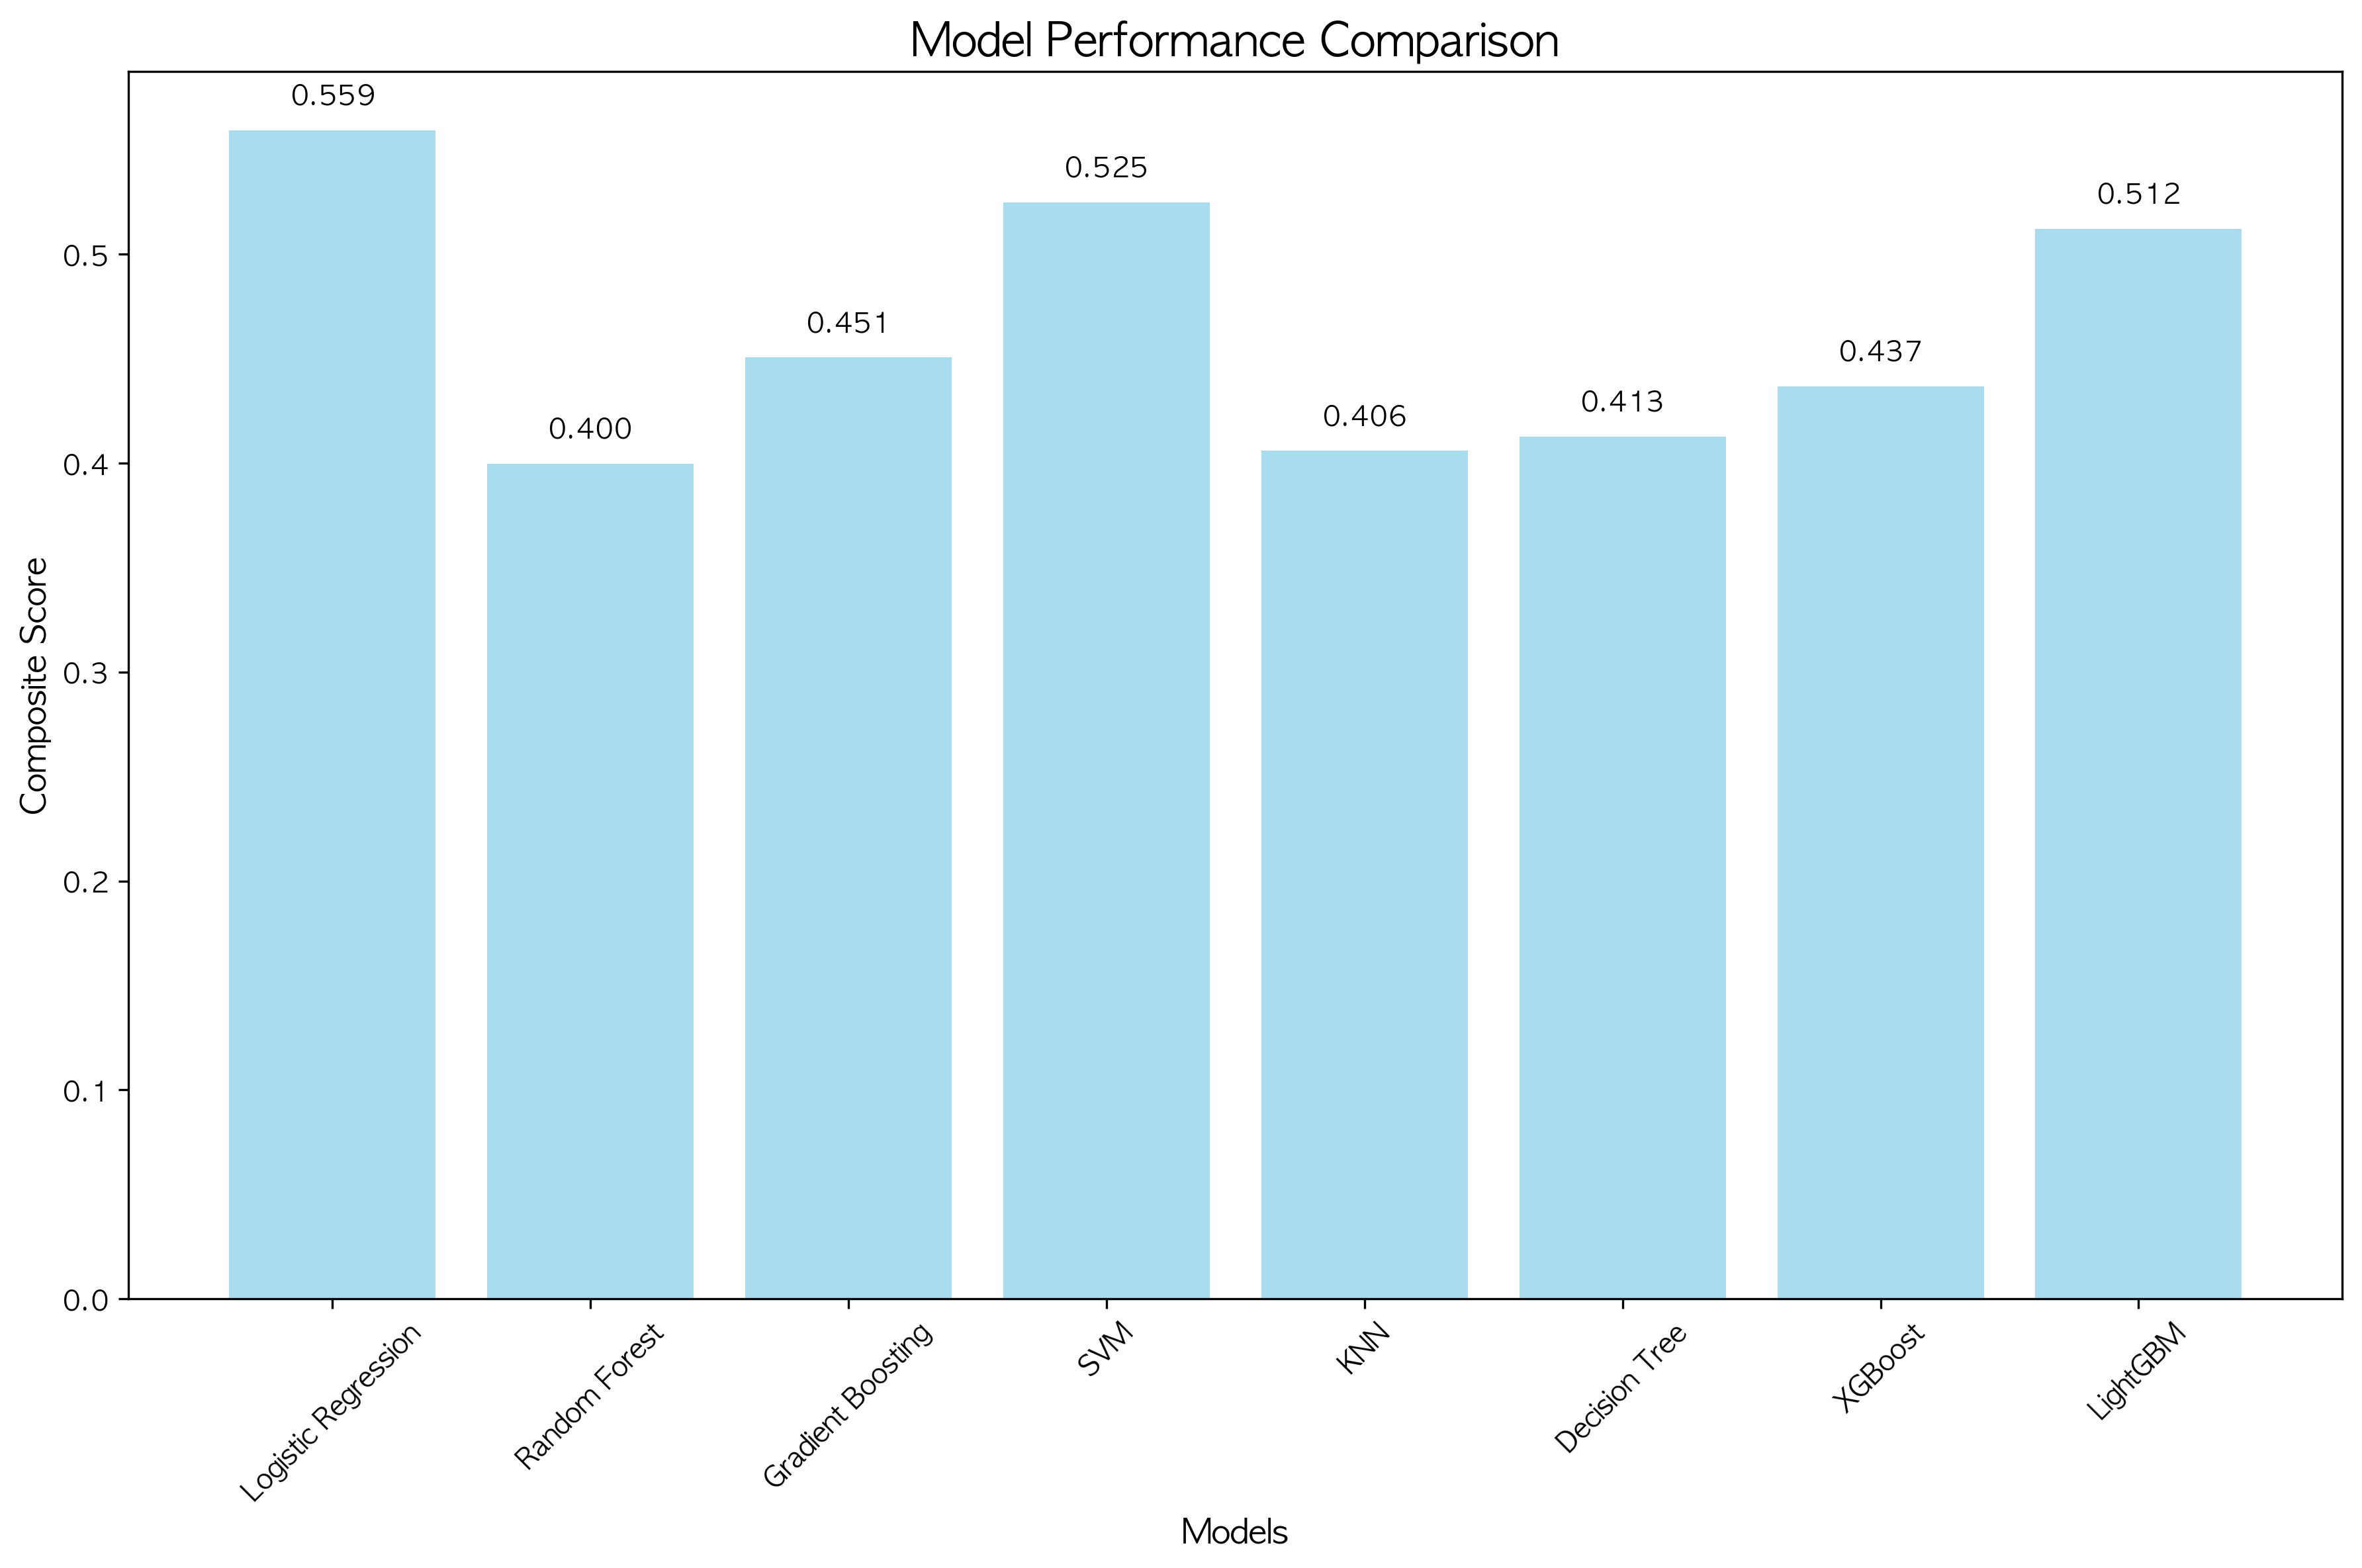 Model Performance Comparison
0.559
0.400
0.451
0.525
0.406
0.413
0.437
0.512
Composite Score
0.5
0.4
0.3
0.2
0.1
0.0
Logistic Regression
Random Forest
Gradient Boosting
SVM
KNN
Decision Tree
XGBoost
LightGBM
Models